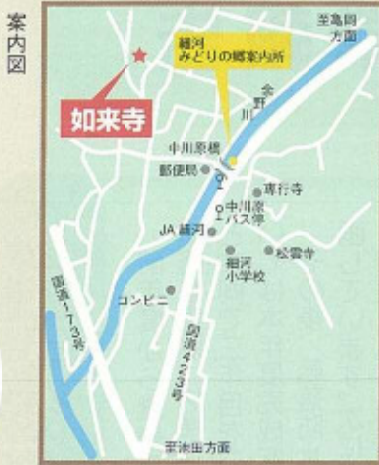 案内図
至亀岡
方面
細河
みどりの郷案内所
余野川
如来寺
中川原橋
郵便局
専行寺
中川原
バス停
JA 細河
松雲寺
細河
小学校
コンビニ
国道173号
国道423号
至池田方面